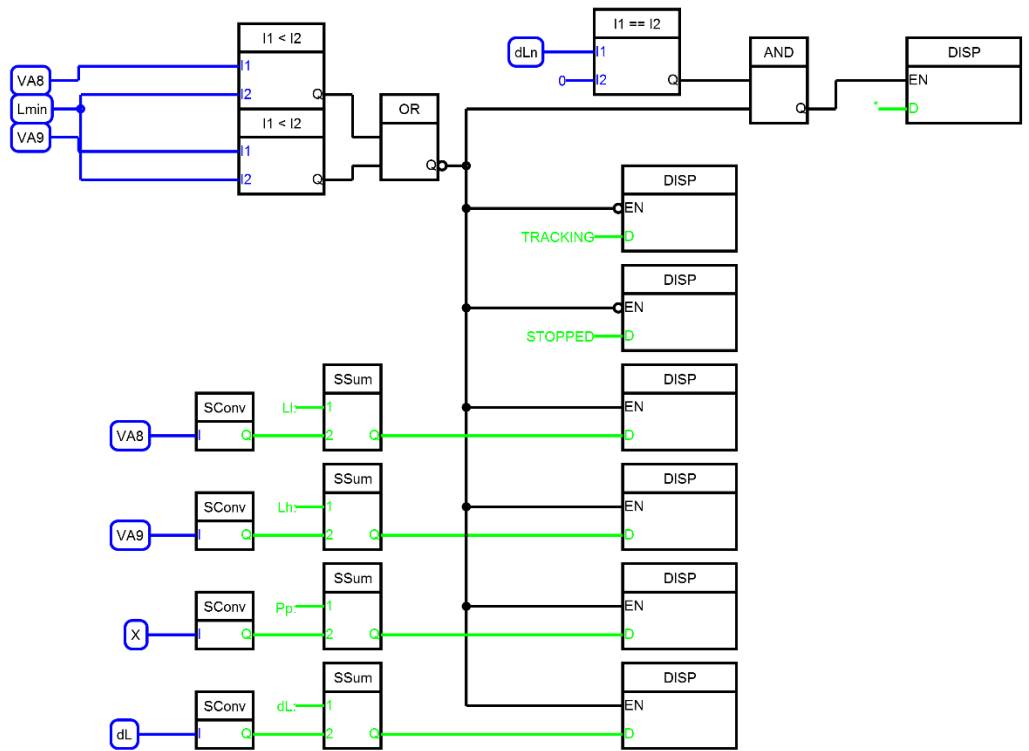 I1 < I2
VA8
I1
Lmin
I2
Q
VA9
I1 < I2
I1
I2
Q
OR
Q
I1 == I2
dLn
I1
0
I2
Q
AND
Q
DISP
EN
*
D
DISP
EN
TRACKING
D
DISP
EN
STOPPED
D
SSum
DISP
SConv
Ll:
1
EN
VA8
I
Q
2
Q
D
SSum
DISP
SConv
Lh:
1
EN
VA9
I
Q
2
Q
D
SSum
DISP
SConv
Pp:
1
EN
X
I
Q
2
Q
D
SSum
DISP
SConv
dL:
1
EN
dL
I
Q
2
Q
D